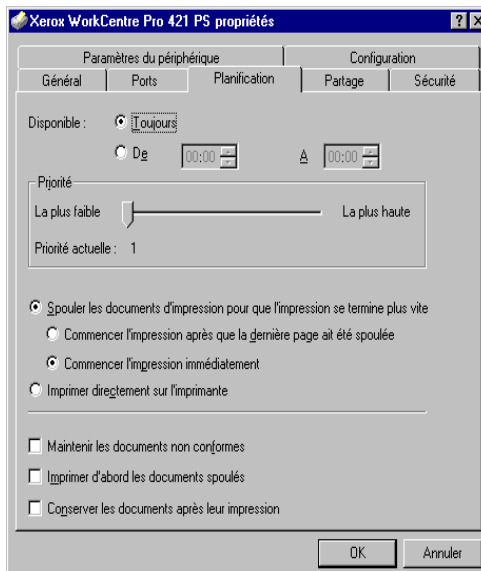 Xerox WorkCentre Pro 421 PS propriétés
Paramètres du périphérique Configuration
Général Ports Planification Partage Sécurité
Disponible : Toujours
De 00:00 A 00:00
Priorité
La plus faible La plus haute
Priorité actuelle : 1
Spouler les documents d'impression pour que l'impression se termine plus vite
Commencer l'impression après que la dernière page ait été spoulée
Commencer l'impression immédiatement
Imprimer directement sur l'imprimante
Maintenir les documents non conformes
Imprimer d'abord les documents spoulés
Conserver les documents après leur impression
OK Annuler